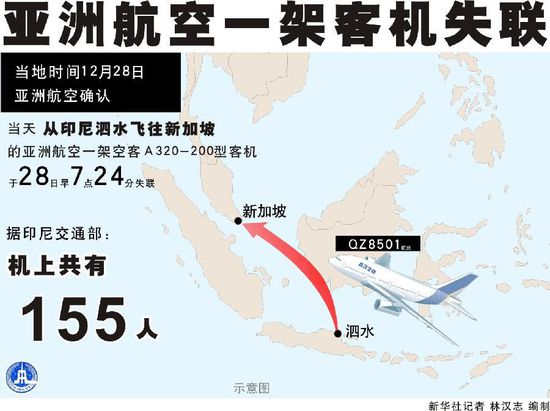 亚洲航空一架客机失联
当地时间12月28日
亚洲航空确认
当天 从印尼泗水飞往新加坡
的亚洲航空一架空客A320-200型客机
于28日早7点24分失联
新加坡
据印尼交通部：
QZ8501航班
机上共有
A320
155人
泗水
示意图
新华社记者 林汉志 编制